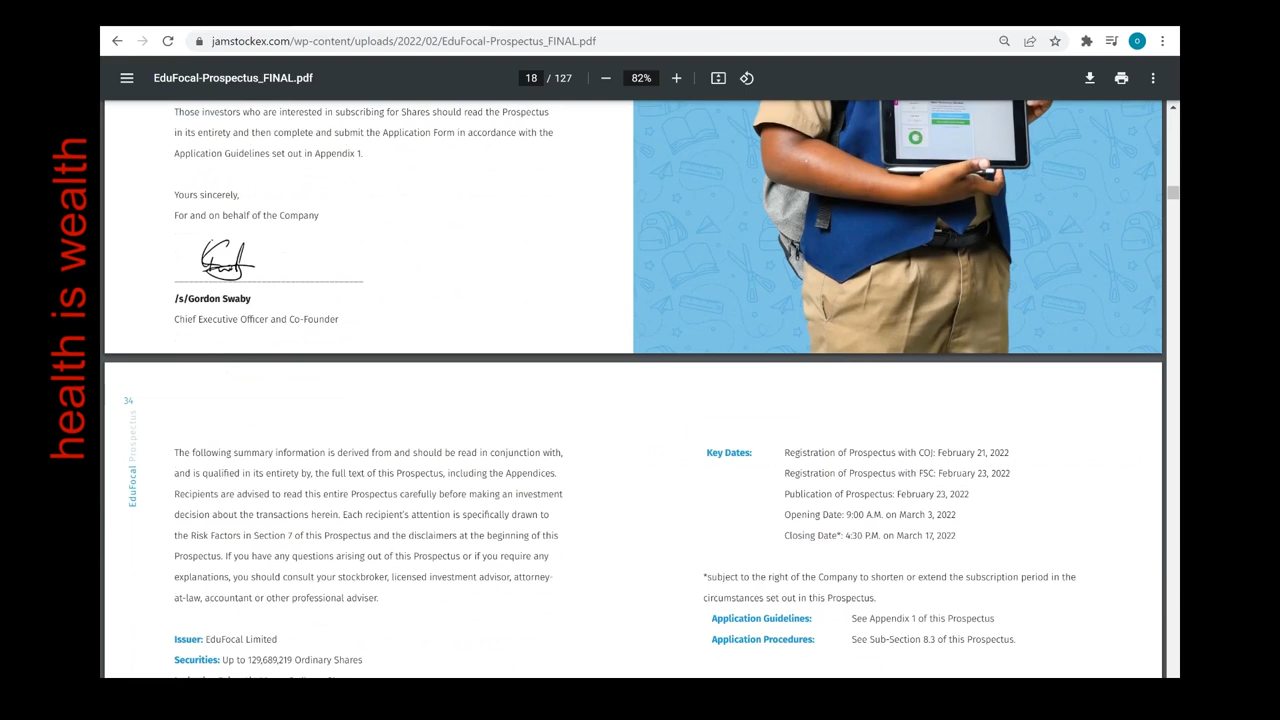 health is wealth
jamstockex.com/wp-content/uploads/2022/02/EduFocal-Prospectus_FINAL.pdf
EduFocal-Prospectus_FINAL.pdf
18 / 127
82%
Those investors who are interested in subscribing for Shares should read the Prospectus
in its entirety and then complete and submit the Application Form in accordance with the
Application Guidelines set out in Appendix 1.
Yours sincerely,
For and on behalf of the Company
/s/Gordon Swaby
Chief Executive Officer and Co-Founder
34
EduFocal Prospectus
The following summary information is derived from and should be read in conjunction with,
and is qualified in its entirety by, the full text of this Prospectus, including the Appendices.
Recipients are advised to read this entire Prospectus carefully before making an investment
decision about the transactions herein. Each recipient's attention is specifically drawn to
the Risk Factors in Section 7 of this Prospectus and the disclaimers at the beginning of this
Prospectus. If you have any questions arising out of this Prospectus or if you require any
explanations, you should consult your stockbroker, licensed investment advisor, attorney-
at-law, accountant or other professional adviser.
Issuer: EduFocal Limited
Securities: Up to 129,689,219 Ordinary Shares
Key Dates: Registration of Prospectus with COJ: February 21, 2022
Registration of Prospectus with FSC: February 23, 2022
Publication of Prospectus: February 23, 2022
Opening Date: 9:00 A.M. on March 3, 2022
Closing Date*: 4:30 P.M. on March 17, 2022
*subject to the right of the Company to shorten or extend the subscription period in the
circumstances set out in this Prospectus.
Application Guidelines: See Appendix 1 of this Prospectus
Application Procedures: See Sub-Section 8.3 of this Prospectus.